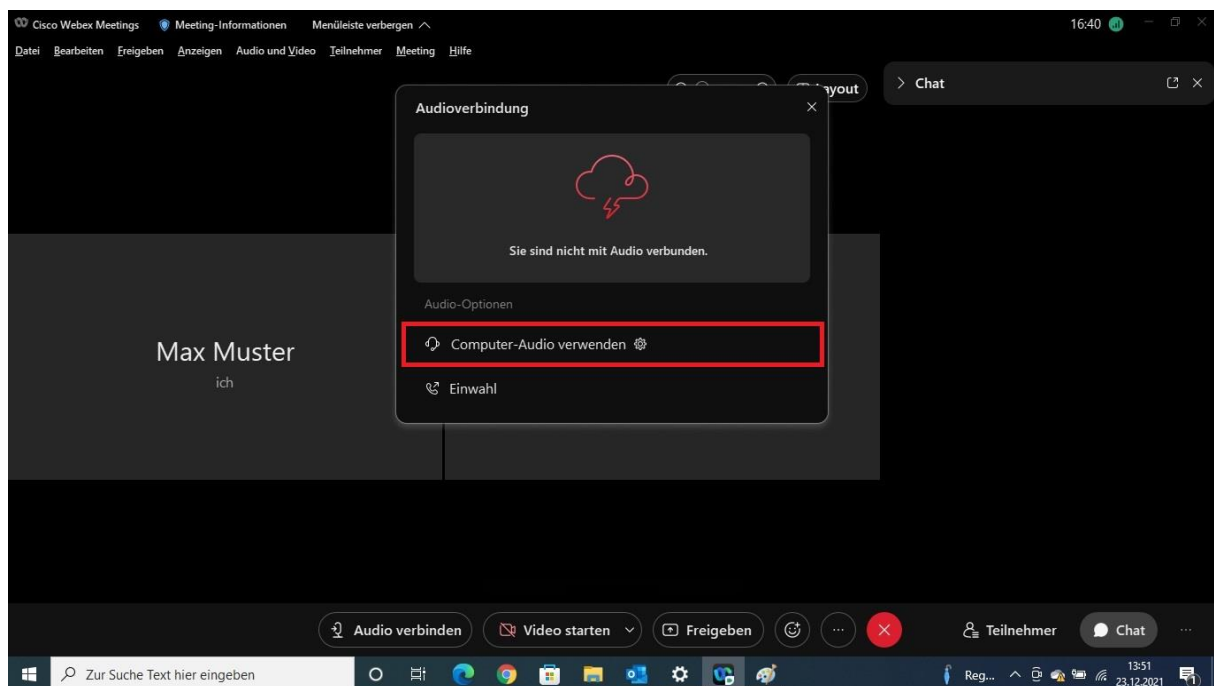 Cisco Webex Meetings Meeting-Informationen Menüleiste verbergen 16:40
Datei Bearbeiten Freigeben Anzeigen Audio und Video Teilnehmer Meeting Hilfe
Chat
Audioverbindung
Sie sind nicht mit Audio verbunden.
Audio-Optionen
Computer-Audio verwenden
Einwahl
Max Muster
ich
Audio verbinden Video starten Freigeben Teilnehmer Chat
Zur Suche Text hier eingeben Reg... 13:51
23.12.2021